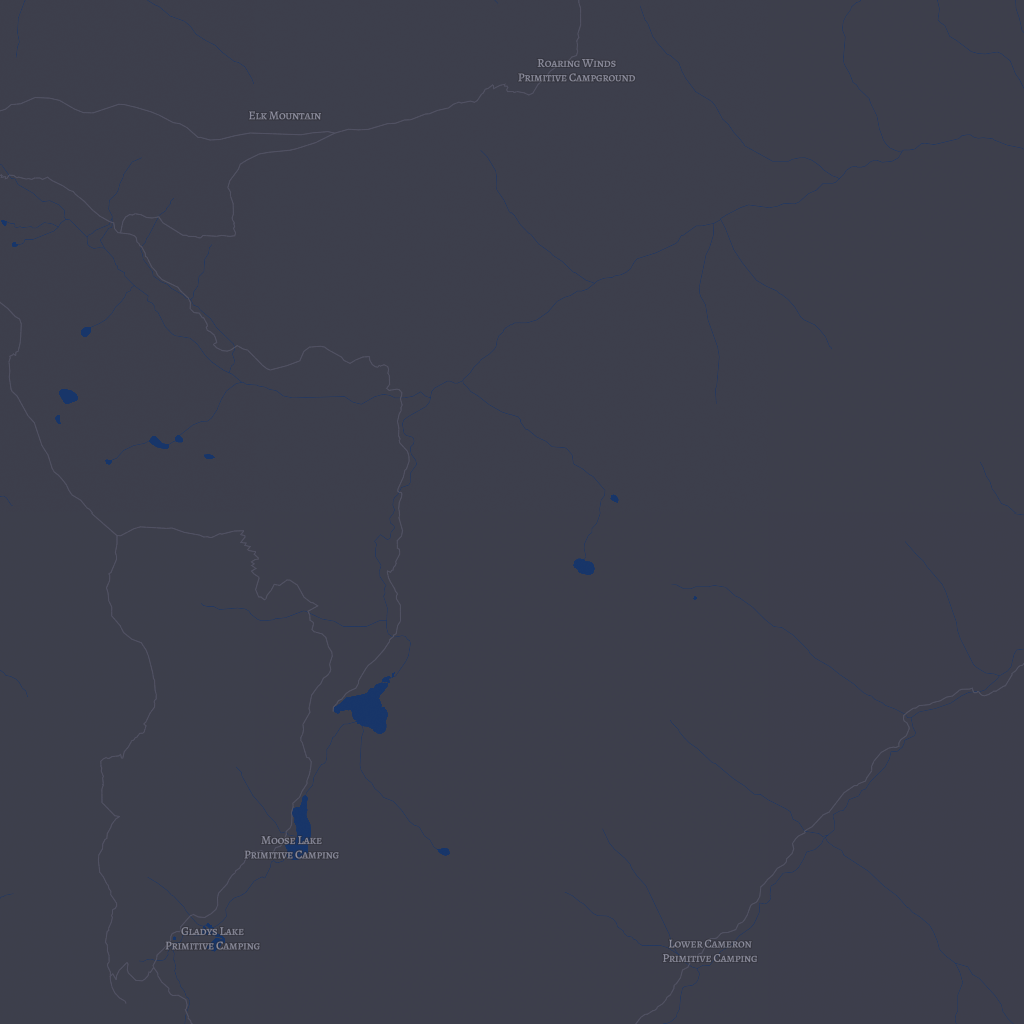 Roaring Winds
Primitive Campground
Elk Mountain
Moose Lake
Primitive Camping
Gladys Lake
Primitive Camping
Lower Cameron
Primitive Camping